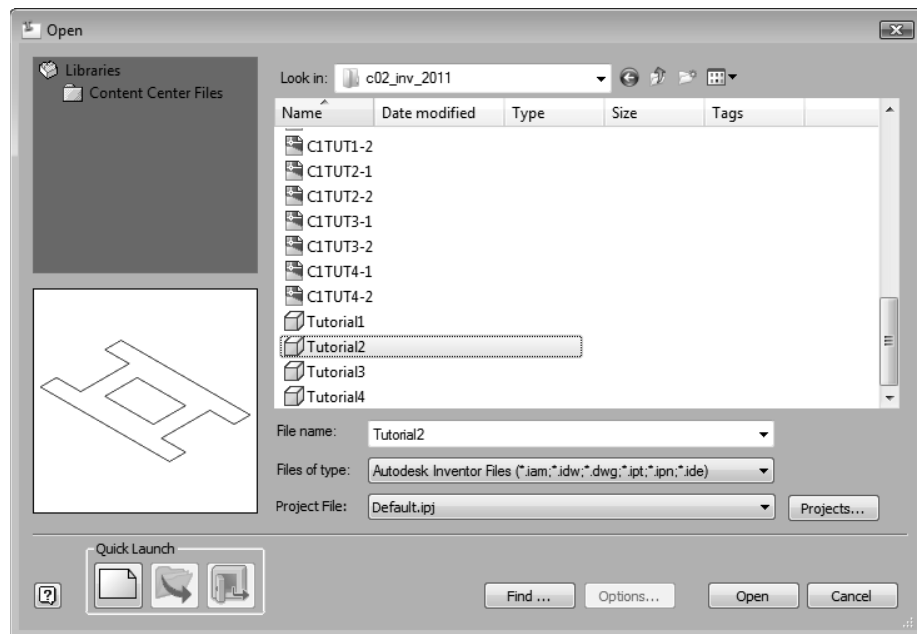 Open
Libraries
Content Center Files
Look in: c02_inv_2011
Name Date modified Type Size Tags
C1TUT1-2
C1TUT2-1
C1TUT2-2
C1TUT3-1
C1TUT3-2
C1TUT4-1
C1TUT4-2
Tutorial1
Tutorial2
Tutorial3
Tutorial4
File name: Tutorial2
Files of type: Autodesk Inventor Files (*.iam;*.idw;*.dwg;*.ipt;*.ipn;*.ide)
Project File: Default.ipj Projects...
Quick Launch
Find ... Options... Open Cancel